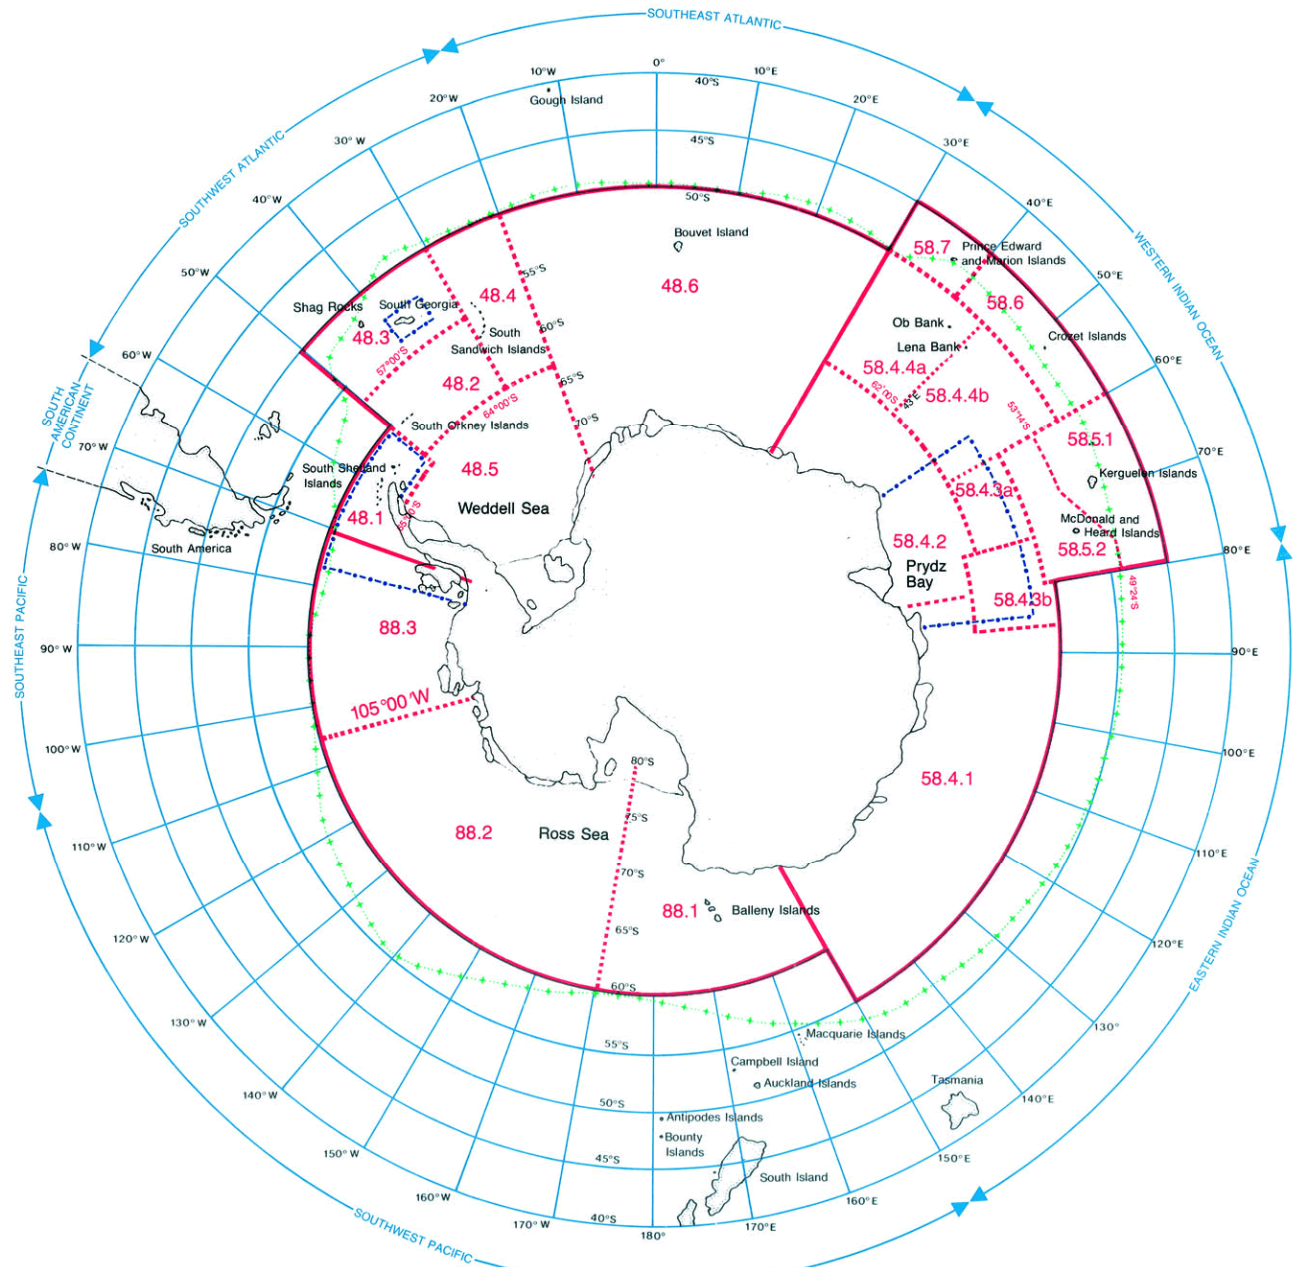 SOUTHEAST ATLANTIC
0°
10°W
10°E
40°S
20°W
20°E
Gough Island
30° W
45°S
30°E
SOUTHWEST ATLANTIC
40°W
50°S
40°E
Bouvet Island
58.7
Prince Edward
and Marion Islands
WESTERN INDIAN OCEAN
50°W
55°S
50°E
48.6
48.4
58.6
Shag Rocks
South Georgia
Ob Bank
60°S
48.3
South
Sandwich Islands
Lena Bank
Crozet Islands
60°W
57°00'S
58.4.4a
60°E
65°S
48.2
62°00'S
43°E
58.4.4b
64°00'S
53°14'S
SOUTH
AMERICAN
CONTINENT
70°S
South Orkney Islands
58.5.1
70°W
70°E
South Shetland
Islands
48.5
Kerguelen Islands
58.4.3a
Weddell Sea
48.1
65°00'S
McDonald and
Heard Islands
80°W
South America
58.4.2
58.5.2
80°E
Prydz
Bay
49°24'S
58.4.3b
88.3
SOUTHEAST PACIFIC
90° W
90°E
105°00'W
100°W
100°E
80°S
58.4.1
75°S
88.2
Ross Sea
110°W
110°E
70°S
88.1
Balleny Islands
65°S
EASTERN INDIAN OCEAN
120°W
120°E
60°S
130°W
130°
Macquarie Islands
55°S
Campbell Island
Auckland Islands
Tasmania
140°W
140°E
50°S
Antipodes Islands
Bounty
Islands
150°W
45°S
150°E
South Island
160°W
160°E
SOUTHWEST PACIFIC
170°W
40°S
170°E
180°